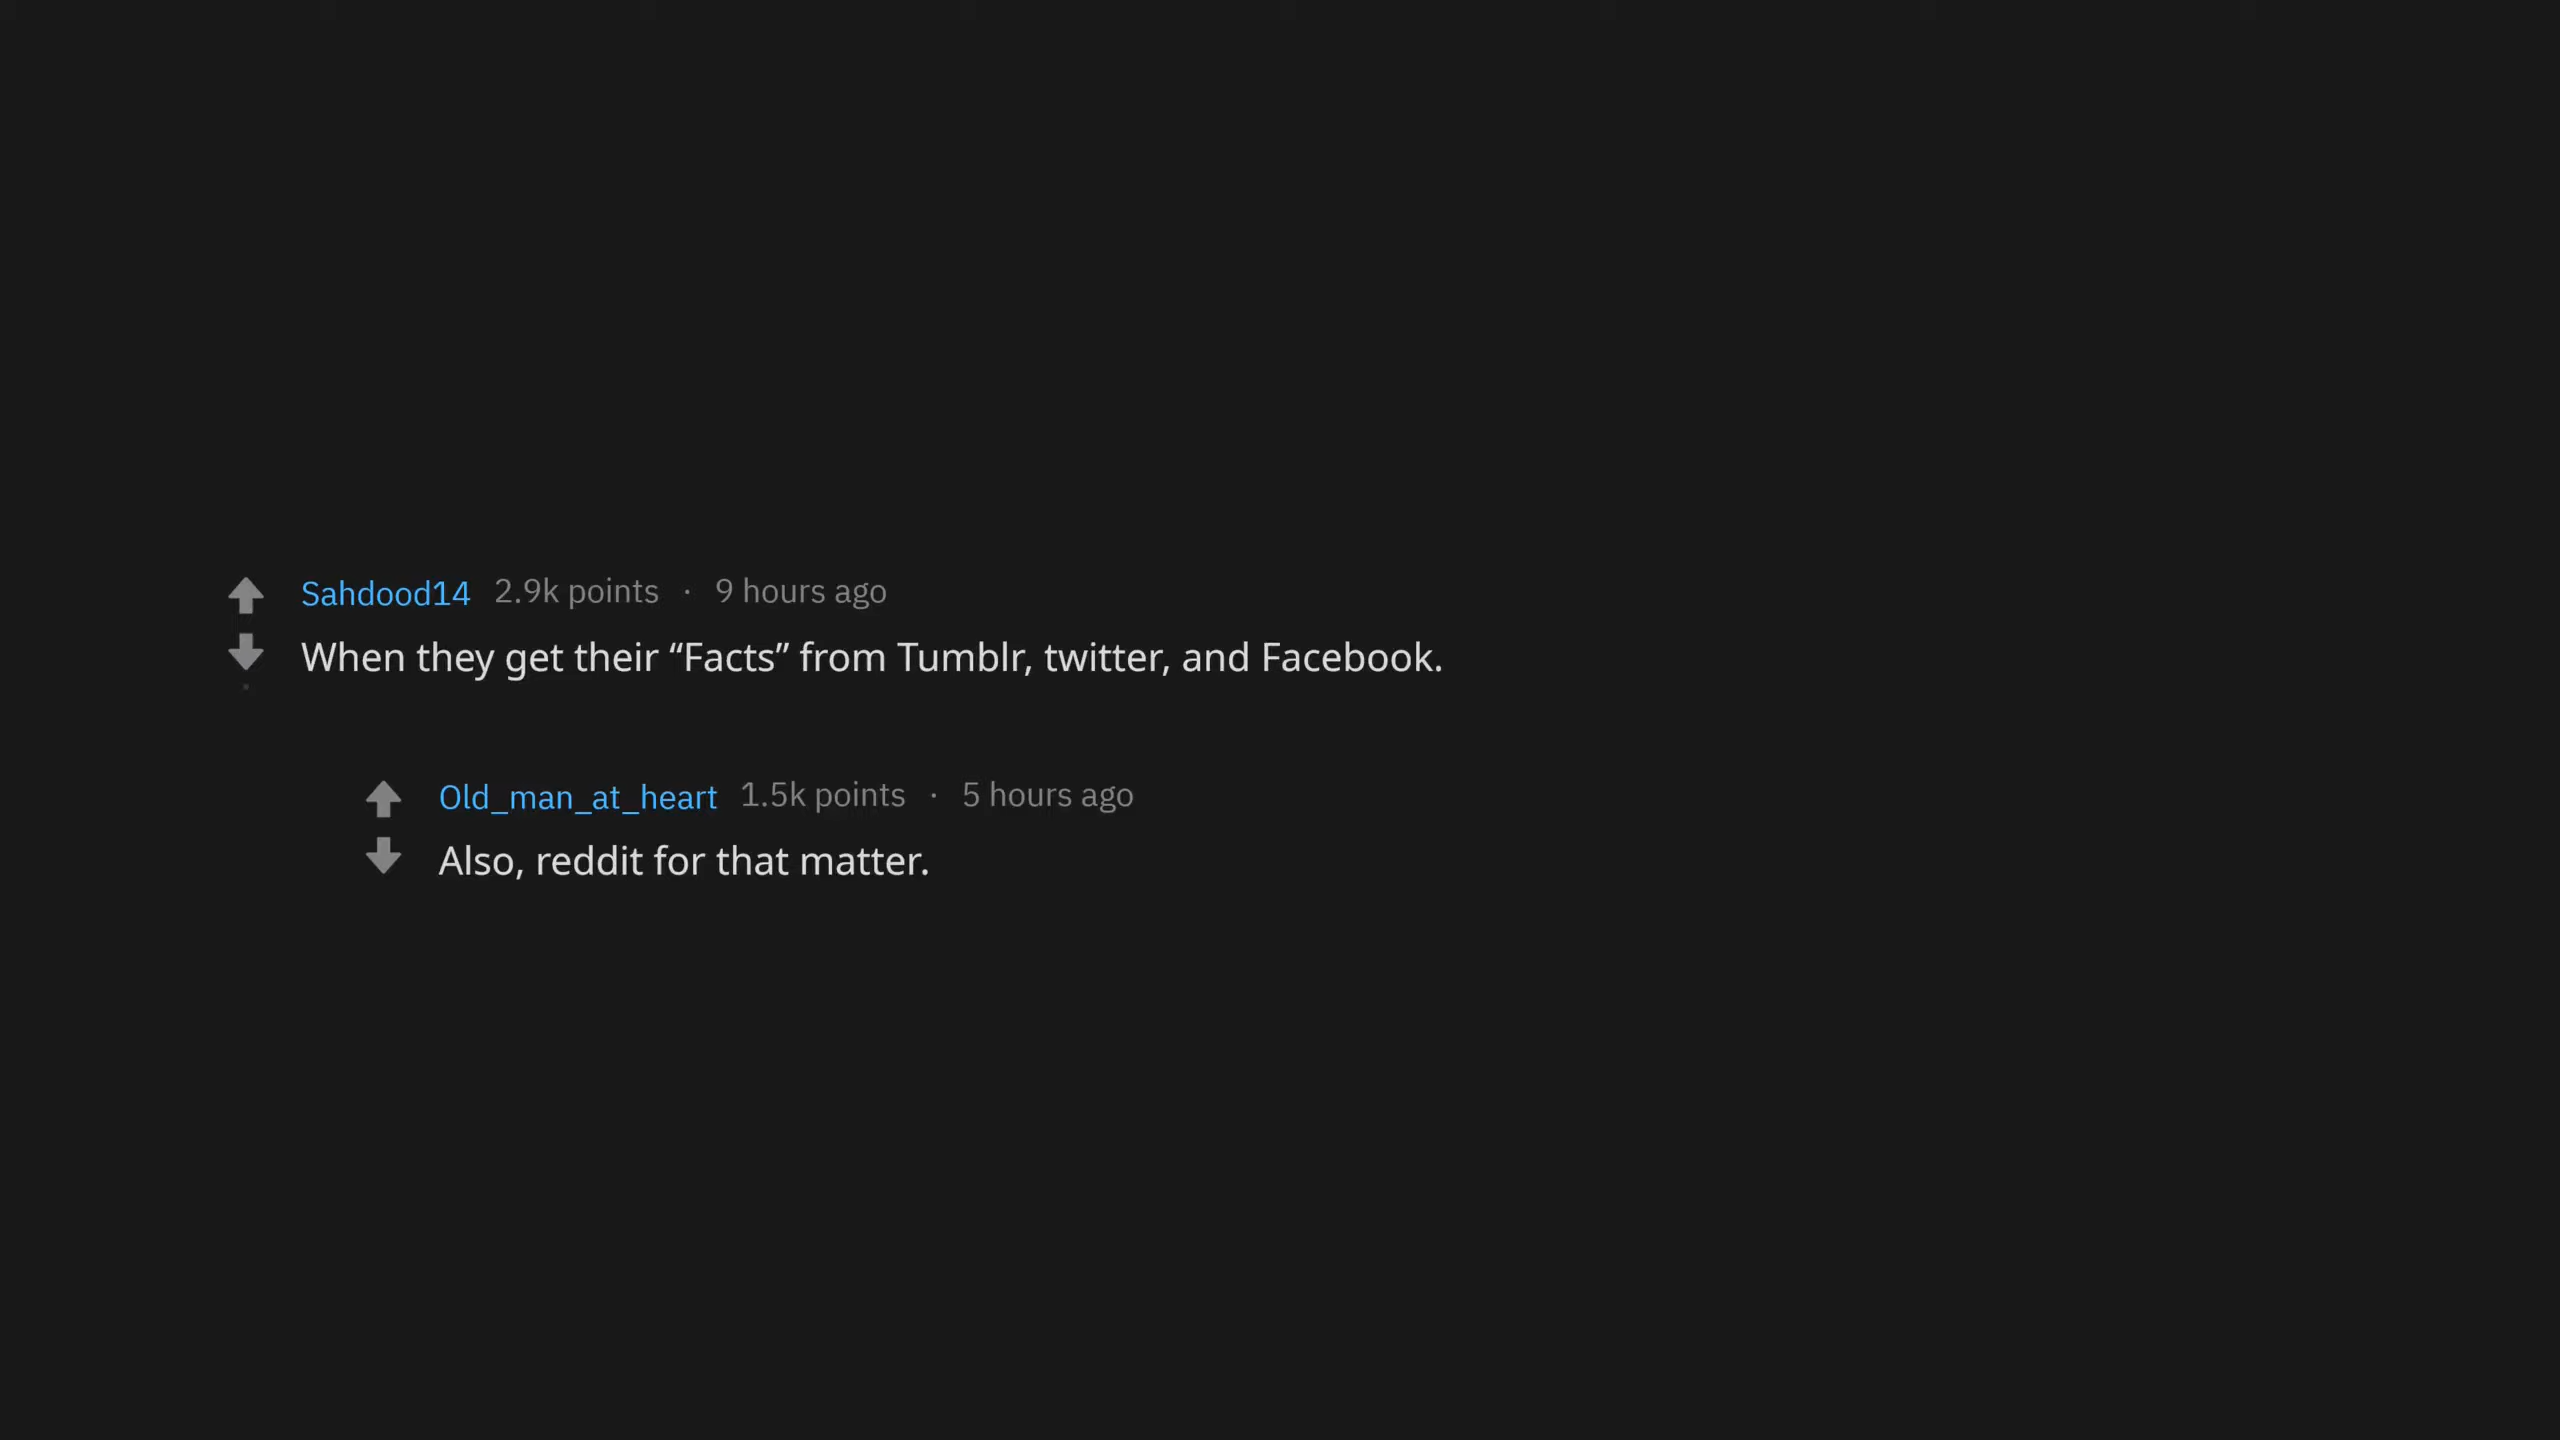 Sahdood14 2.9k points · 9 hours ago
When they get their “Facts” from Tumblr, twitter, and Facebook.
Old_man_at_heart 1.5k points · 5 hours ago
Also, reddit for that matter.